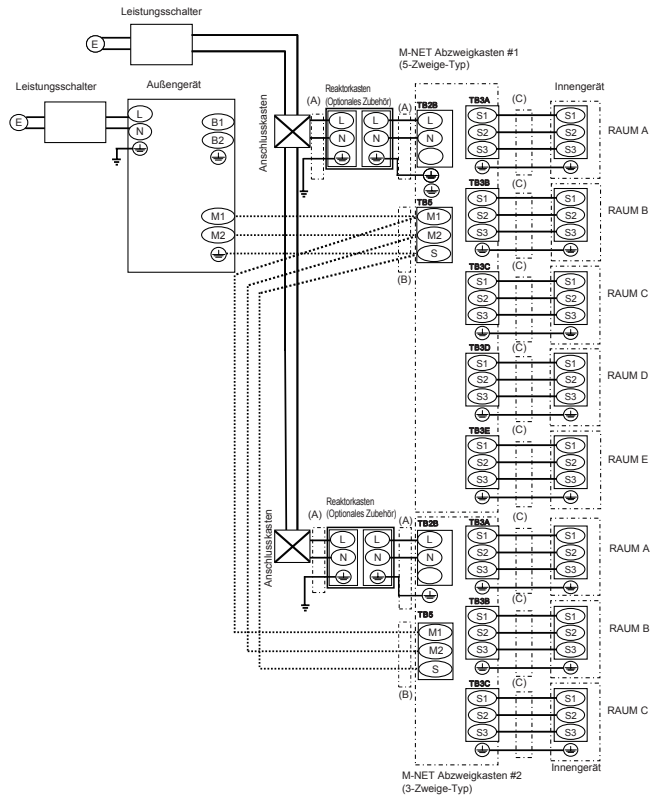 Leistungsschalter
E
M-NET Abzweigkasten #1
(5-Zweige-Typ)
Leistungsschalter
Außengerät
E
L
N
B1
B2
M1
M2
Anschlusskasten
(A)
Reaktorkasten
(Optionales Zubehör)
L
N
L
N
(A)
TB2B
L
N
TB5
M1
M2
S
(B)
Innengerät
TB3A
(C)
S1
S2
S3
S1
S2
S3
RAUM A
TB3B
(C)
S1
S2
S3
S1
S2
S3
RAUM B
TB3C
(C)
S1
S2
S3
S1
S2
S3
RAUM C
TB3D
(C)
S1
S2
S3
S1
S2
S3
RAUM D
TB3E
(C)
S1
S2
S3
S1
S2
S3
RAUM E
Anschlusskasten
(A)
Reaktorkasten
(Optionales Zubehör)
L
N
L
N
(A)
TB2B
L
N
TB5
M1
M2
S
(B)
TB3A
(C)
S1
S2
S3
S1
S2
S3
RAUM A
TB3B
(C)
S1
S2
S3
S1
S2
S3
RAUM B
TB3C
(C)
S1
S2
S3
S1
S2
S3
RAUM C
Innengerät
M-NET Abzweigkasten #2
(3-Zweige-Typ)